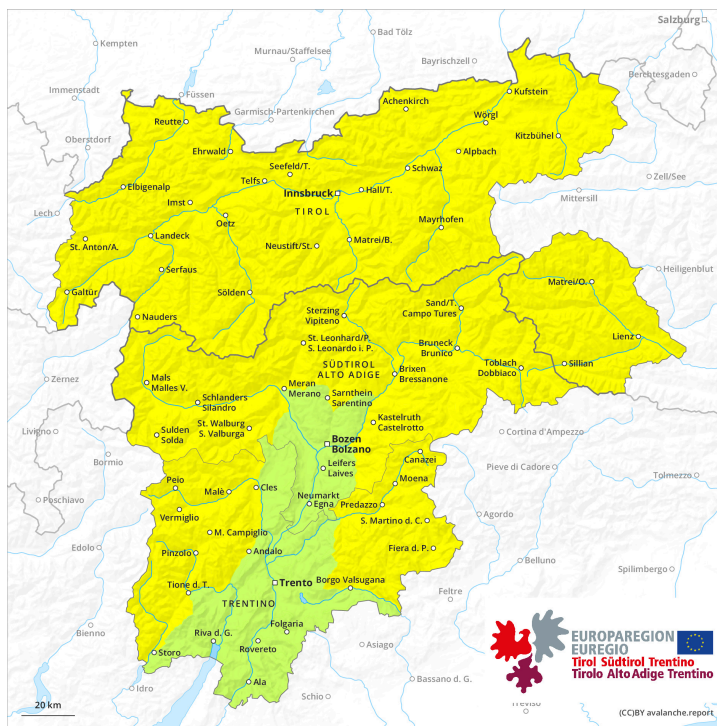 Salzburg
Kempten
Bad Tölz
Murnau/Staffelsee
Bayrischzell
Berchtesgaden
Immenstadt
Füssen
Achenkirch
Kufstein
Garmisch-Partenkirchen
Reutte
Wörgl
Oberstdorf
Kitzbühel
Ehrwald
Alpbach
Seefeld/T.
Schwaz
Zell/See
Telfs
Elbigenalp
Innsbruck
Hall/T.
Mittersill
Imst
TIROL
Lech
Oetz
Mayrhofen
St. Anton/A.
Landeck
Neustift/St.
Matrei/B.
Serfaus
Heiligenblut
Matrei/O.
Galtür
Sölden
Sand/T.
Campo Tures
Nauders
Sterzing
Vipiteno
Lienz
St. Leonhard/P.
S. Leonardo i. P.
Bruneck
Brunico
SÜDTIROL
ALTO ADIGE
Brixen
Bressanone
Toblach
Dobbiaco
Sillian
Zernez
Mals
Malles V.
Meran
Merano
Sarnthein
Sarentino
Schlanders
Silandro
St. Walburg
S. Valburga
Kastelruth
Castelrotto
Livigno
Sulden
Solda
Bozen
Bolzano
Cortina d'Ampezzo
Bormio
Canazei
Leifers
Laives
Pieve di Cadore
Tolmezzo
Peio
Malè
Cles
Moena
Poschiavo
Neumarkt
Egna
Predazzo
Vermiglio
Agordo
S. Martino d. C.
M. Campiglio
Edolo
Pinzolo
Andalo
Fiera d. P.
Belluno
Spilimbergo
Tione d. T.
Trento
Borgo Valsugana
Feltre
TRENTINO
Folgaria
Bienno
Riva d. G.
Rovereto
Asiago
Storo
Bassano d. G.
Ala
Idro
Schio
Treviso
EUROPAREGION
EUREGIO
Tirol Südtirol Trentino
Tirolo Alto Adige Trentino
20 km
(CC)BY avalanche.report